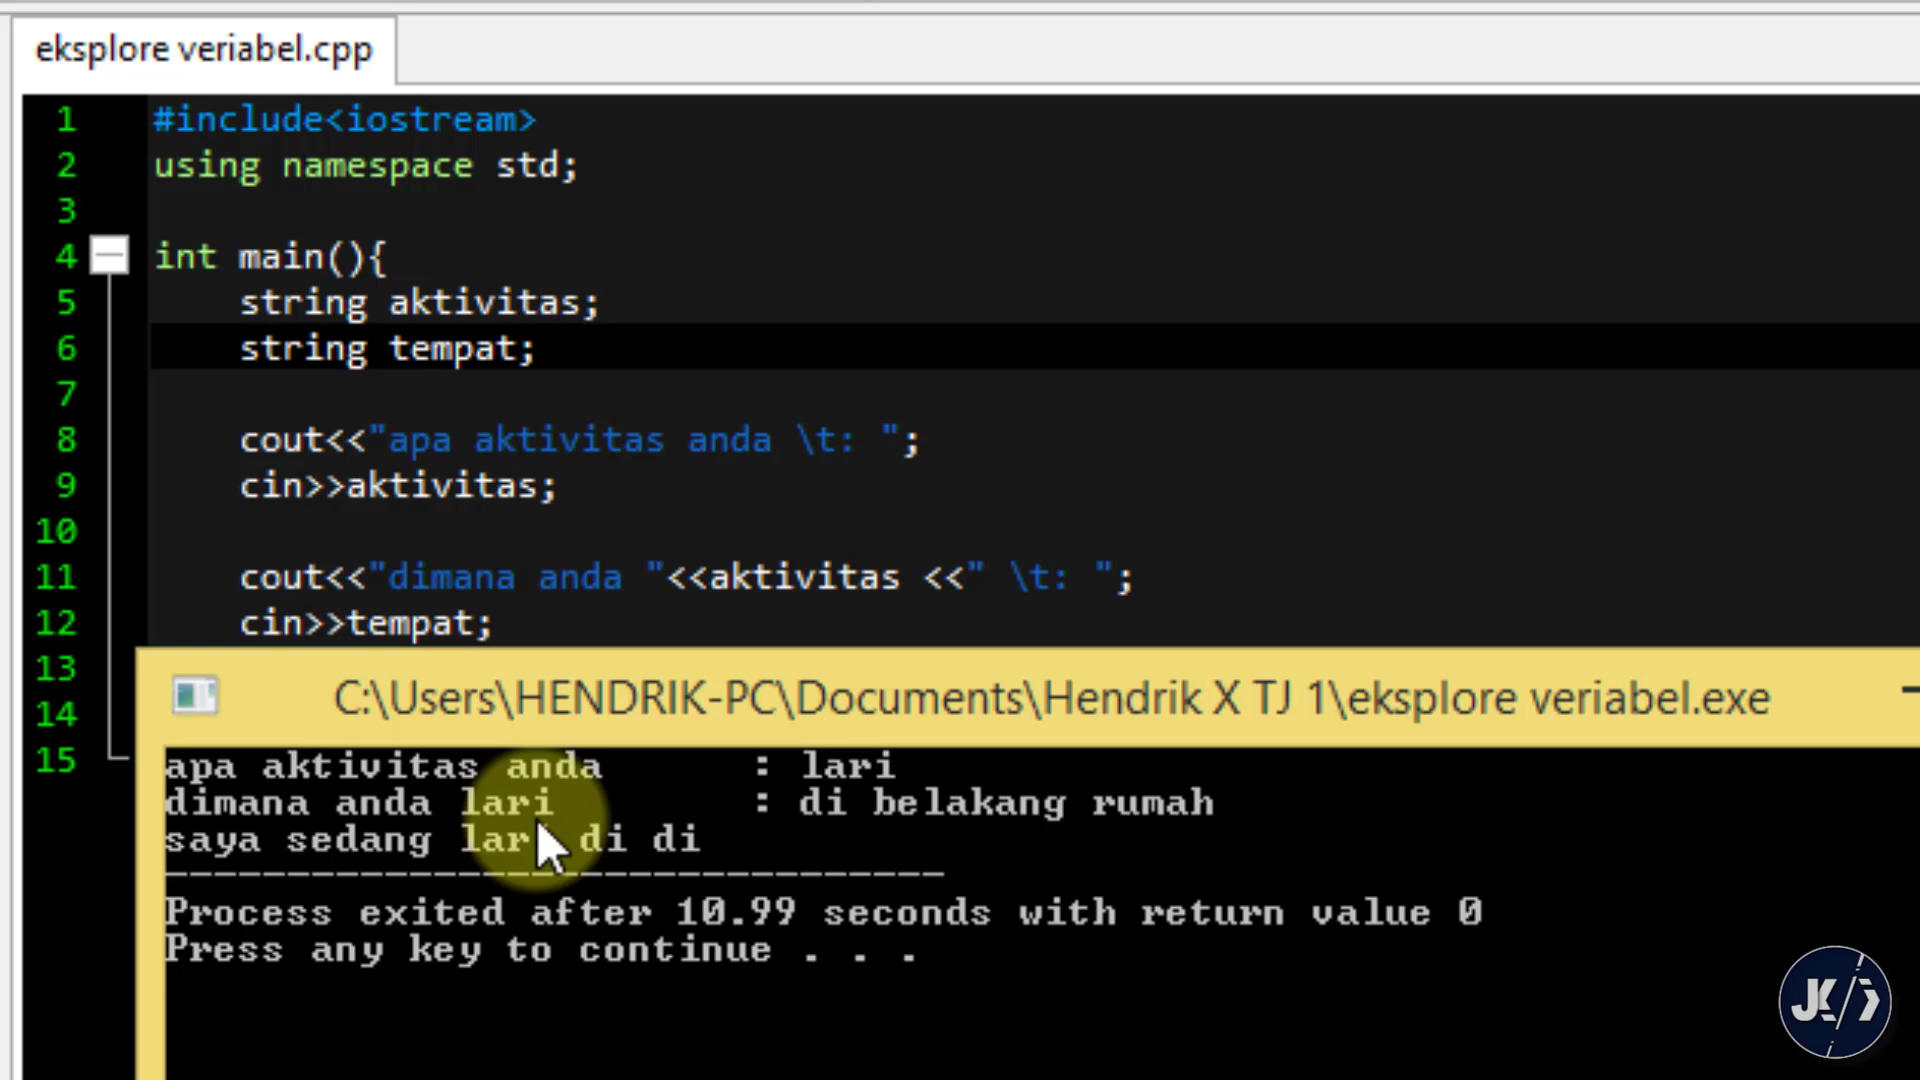 eksplore veriabel.cpp
1 #include<iostream>
2 using namespace std;
3
4 int main(){
5 string aktivitas;
6 string tempat;
7
8 cout<<"apa aktivitas anda \t: ";
9 cin>>aktivitas;
10
11 cout<<"dimana anda "<<aktivitas <<" \t: ";
12 cin>>tempat;
13
14
15
C:\Users\HENDRIK-PC\Documents\Hendrik X TJ 1\eksplore veriabel.exe
apa aktivitas anda : lari
dimana anda lari : di belakang rumah
saya sedang lari di di
--------------------------------
Process exited after 10.99 seconds with return value 0
Press any key to continue . . .
JK